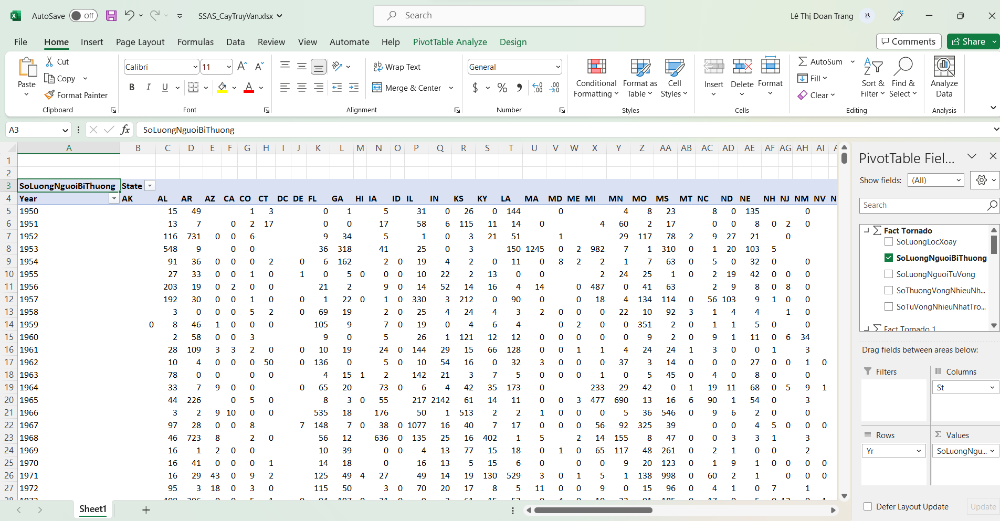 AutoSave Off SSAS_CayTruyVan.xlsx Search Lê Thị Đoan Trang
File Home Insert Page Layout Formulas Data Review View Automate Help PivotTable Analyze Design Comments Share
Paste Cut Copy Format Painter Clipboard
Calibri 11 B I U A Font
Wrap Text Merge & Center Alignment
General $ % Number
Conditional Formatting Format as Table Cell Styles Styles
Insert Delete Format Cells
AutoSum Fill Clear Sort & Filter Find & Select Editing
Analyze Data Analysis
A3 fx SoLuongNguoiBiThuong
A B C D E F G H I J K L M N O P Q R S T U V W X Y Z AA AB AC AD AE AF AG AH AI
1
2
3 SoLuongNguoiBiThuong State
4 Year AK AL AR AZ CA CO CT DC DE FL GA HI IA ID IL IN KS KY LA MA MD ME MI MN MO MS MT NC ND NE NH NJ NM NV
5 1950 15 49 1 3 0 1 5 31 0 26 0 144 0 4 8 23 8 0 135 0
6 1951 13 7 0 2 17 0 0 17 58 6 115 11 14 0 4 60 2 17 0 0 8 0 2 0
7 1952 116 731 0 0 6 9 34 5 1 0 3 21 51 1 29 117 78 2 9 27 21 0
8 1953 548 9 0 0 36 318 41 25 0 3 150 1245 0 2 982 7 1 310 0 1 20 103 5
9 1954 91 36 0 0 0 2 0 6 162 2 0 19 4 2 0 11 0 8 2 2 1 7 63 0 5 0 32 0 0
10 1955 27 33 0 0 1 0 1 0 5 0 0 0 10 22 2 13 0 0 2 24 25 1 0 2 19 42 0 0 0
11 1956 203 19 0 2 0 0 21 2 9 0 14 52 14 16 4 14 0 487 0 41 63 2 9 8 0 8 0
12 1957 192 30 0 0 1 0 0 1 22 0 1 0 330 3 212 0 90 0 0 18 4 134 114 0 56 103 9 1 0 0
13 1958 3 0 0 0 5 2 0 69 19 2 0 25 4 24 4 3 2 0 0 0 22 10 92 3 1 4 4 1 0
14 1959 0 8 46 1 0 0 0 105 9 7 0 19 0 4 6 4 0 2 0 0 351 2 0 1 1 5 0 0
15 1960 2 58 0 0 3 9 0 5 26 1 121 12 12 0 0 0 0 9 2 0 9 1 11 0 6 34
16 1961 28 109 3 3 2 0 0 10 19 24 0 144 29 15 66 128 0 0 1 1 4 24 24 1 3 0 0 1 3
17 1962 10 4 0 0 0 50 0 136 0 5 0 10 54 16 0 32 3 0 0 0 37 3 14 0 0 0 27 0 0 1 0
18 1963 78 0 0 0 0 4 15 1 2 142 21 3 7 5 0 0 0 1 0 5 45 0 4 0 8 0 0
19 1964 33 7 9 0 0 0 65 20 73 0 6 4 42 35 173 0 233 29 42 0 1 19 11 68 0 5 9 1
20 1965 44 226 0 5 0 8 3 0 55 217 2142 61 14 11 0 0 3 477 690 13 16 6 90 1 54 0 3
21 1966 3 2 9 10 0 0 535 18 176 50 1 513 2 2 1 0 0 0 5 36 546 0 9 6 2 0 0
22 1967 97 28 0 0 8 7 148 7 0 38 0 1077 16 40 7 17 0 0 0 56 92 325 39 0 0 4 5 0 0 0
23 1968 46 723 8 2 0 56 12 636 0 135 25 16 402 1 5 2 14 155 8 47 0 0 3 3 1 3
24 1969 16 1 2 0 0 10 39 0 0 4 13 77 15 18 0 1 0 65 117 48 261 0 2 1 0 0 2
25 1970 16 41 0 0 0 1 14 18 0 16 13 5 15 6 0 0 0 9 20 123 0 1 9 1 0 0 0 0
26 1971 16 29 43 0 9 2 125 49 4 27 49 14 19 130 529 3 0 1 5 1 138 998 0 60 2 1 0 0 0
27 1972 95 3 18 0 3 0 115 50 3 0 70 20 17 8 5 11 0 0 9 0 15 96 0 4 1 0 7 1
PivotTable Fiel...
Show fields: (All)
Search
Fact Tornado
SoLuongLocXoay
SoLuongNguoiBiThuong
SoLuongNguoiTuVong
SoThuongVongNhieuNh...
SoTuVongNhieuNhatTro...
Fact Tornado 1
Drag fields between areas below:
Filters Columns
St
Rows Values
Yr SoLuongNgu...
Defer Layout Update Update
Sheet1